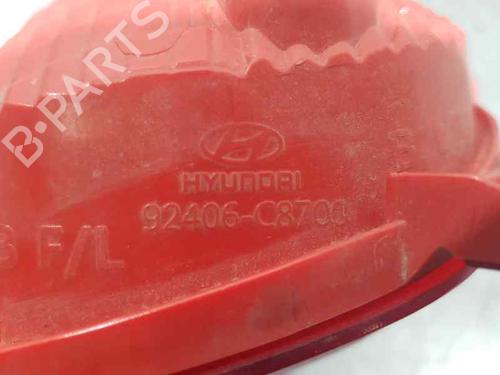 B-PARTS
HYUNDAI
92406-C8700
F/L